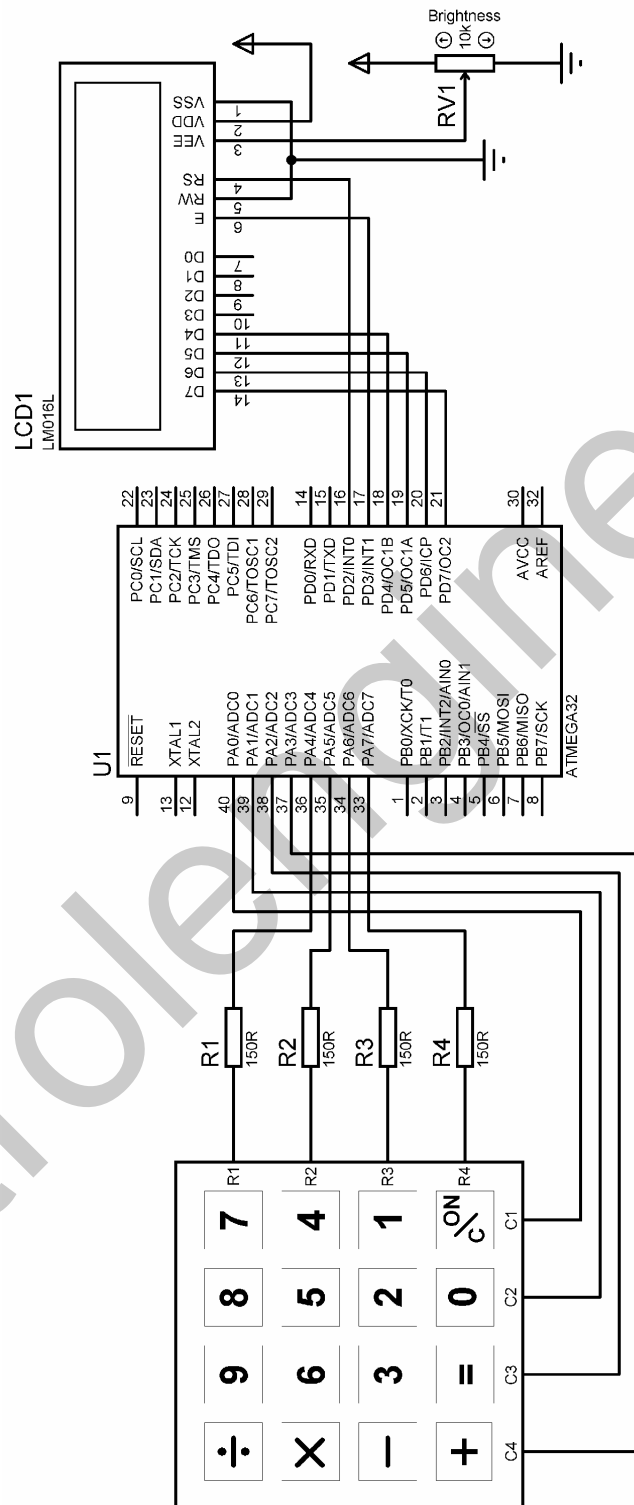 Brightness
10k
RV1
LCD1
LM016L
VSS
VDD
VEE
RS
RW
E
D0
D1
D2
D3
D4
D5
D6
D7
1
2
3
4
5
6
7
8
9
10
11
12
13
14
U1
ATMEGA32
22
23
24
25
26
27
28
29
14
15
16
17
18
19
20
21
30
32
PC0/SCL
PC1/SDA
PC2/TCK
PC3/TMS
PC4/TDO
PC5/TDI
PC6/TOSC1
PC7/TOSC2
PD0/RXD
PD1/TXD
PD2/INT0
PD3/INT1
PD4/OC1B
PD5/OC1A
PD6/ICP
PD7/OC2
AVCC
AREF
RESET
XTAL1
XTAL2
PA0/ADC0
PA1/ADC1
PA2/ADC2
PA3/ADC3
PA4/ADC4
PA5/ADC5
PA6/ADC6
PA7/ADC7
PB0/XCK/T0
PB1/T1
PB2/INT2/AIN0
PB3/OC0/AIN1
PB4/SS
PB5/MOSI
PB6/MISO
PB7/SCK
9
13
12
40
39
38
37
36
35
34
33
1
2
3
4
5
6
7
8
R1
150R
R2
150R
R3
150R
R4
150R
R1
R2
R3
R4
7 8 9 ÷
4 5 6 ×
1 2 3 −
ON/C 0 = +
C1
C2
C3
C4